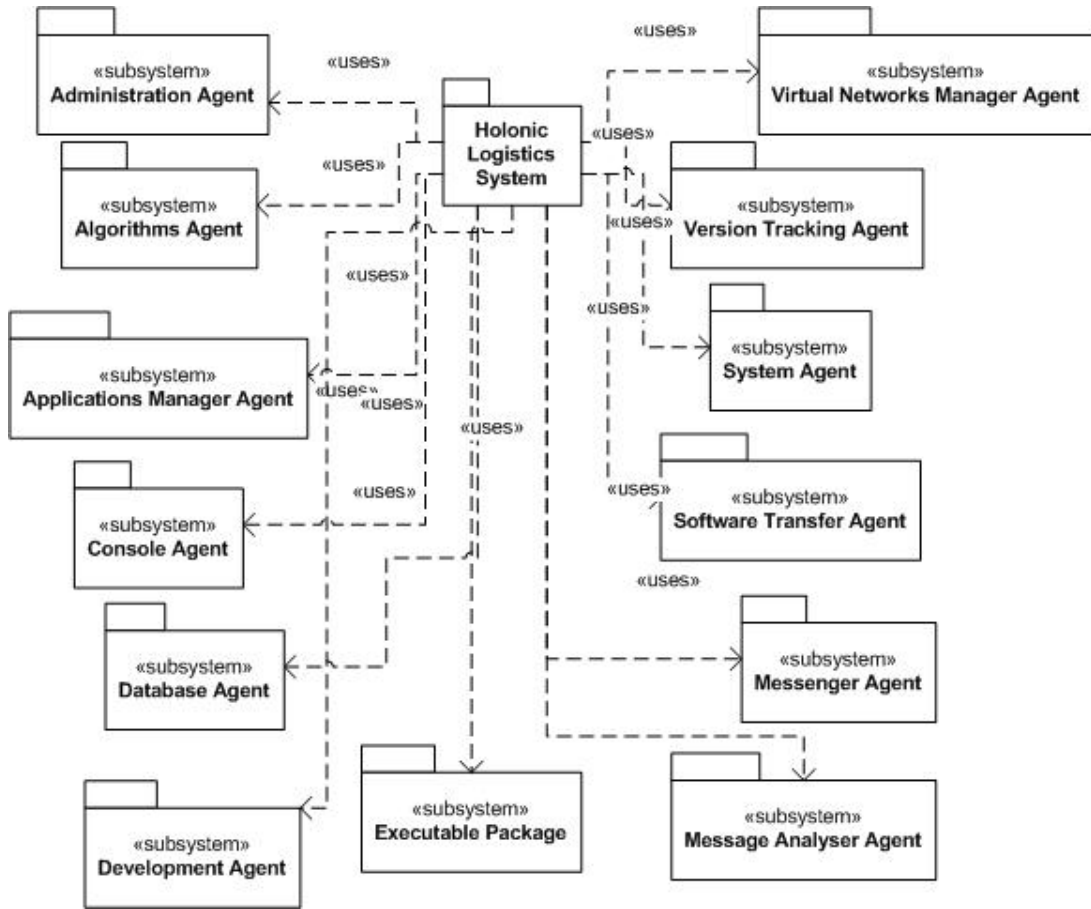 «uses»
«uses»
«subsystem»
Administration Agent
«subsystem»
Virtual Networks Manager Agent
Holonic
Logistics
System
«uses»
«uses»
«subsystem»
Algorithms Agent
«subsystem»
Version Tracking Agent
«uses»
«uses»
«uses»
«subsystem»
System Agent
«subsystem»
Applications Manager Agent
«uses»
«uses»
«uses»
«uses»
«uses»
«subsystem»
Software Transfer Agent
«subsystem»
Console Agent
«uses»
«subsystem»
Database Agent
«subsystem»
Messenger Agent
«subsystem»
Executable Package
«subsystem»
Message Analyser Agent
«subsystem»
Development Agent